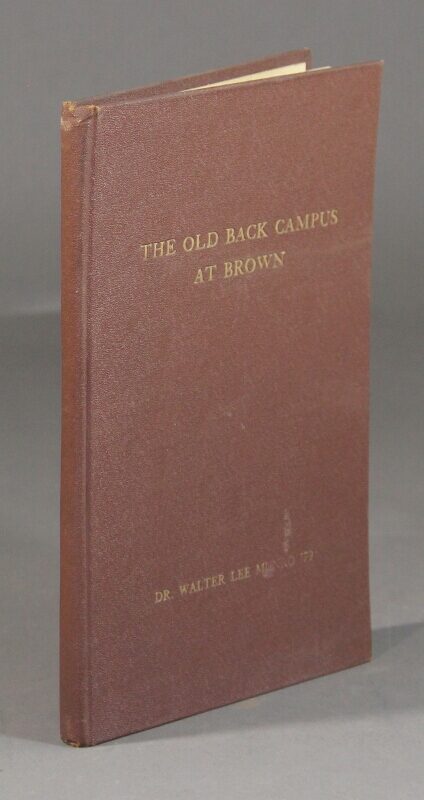 THE OLD BACK CAMPUS
AT BROWN
DR. WALTER LEE